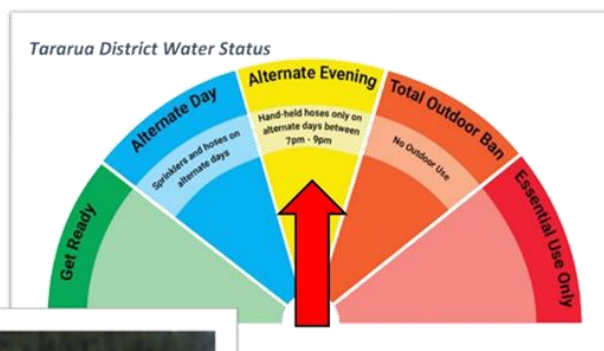 Tararua District Water Status
Get Ready
Alternate Day
Sprinklers and hoses on
alternate days
Alternate Evening
Hand-held hoses only on
alternate days between
7pm - 9pm
Total Outdoor Ban
No Outdoor Use
Essential Use Only